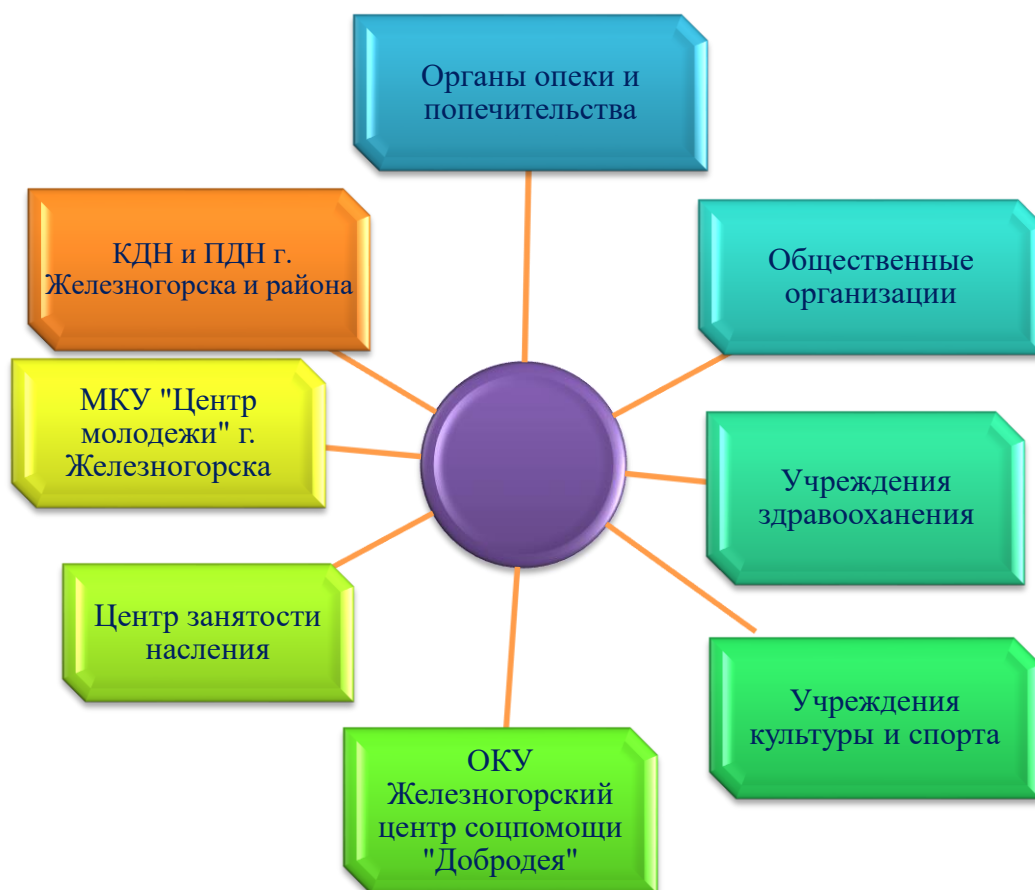 Органы опеки и
попечительства
КДН и ПДН г.
Железногорска и района
Общественные
организации
МКУ "Центр
молодежи" г.
Железногорска
Учреждения
здравооханения
Центр занятости
насления
Учреждения
культуры и спорта
ОКУ
Железногорский
центр соцпомощи
"Добродея"